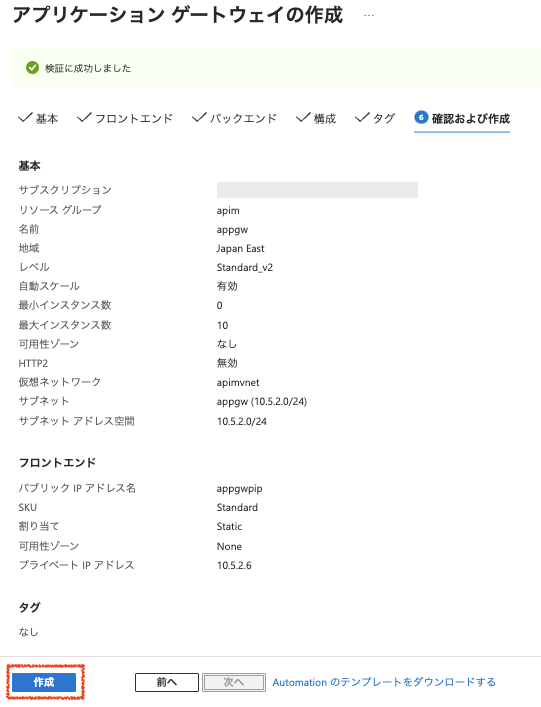 アプリケーション ゲートウェイの作成 …
検証に成功しました
基本 フロントエンド バックエンド 構成 タグ 6 確認および作成
基本
サブスクリプション
リソース グループ apim
名前 appgw
地域 Japan East
レベル Standard_v2
自動スケール 有効
最小インスタンス数 0
最大インスタンス数 10
可用性ゾーン なし
HTTP2 無効
仮想ネットワーク apimvnet
サブネット appgw (10.5.2.0/24)
サブネット アドレス空間 10.5.2.0/24
フロントエンド
パブリック IP アドレス名 appgwpip
SKU Standard
割り当て Static
可用性ゾーン None
プライベート IP アドレス 10.5.2.6
タグ
なし
作成 前へ 次へ Automation のテンプレートをダウンロードする